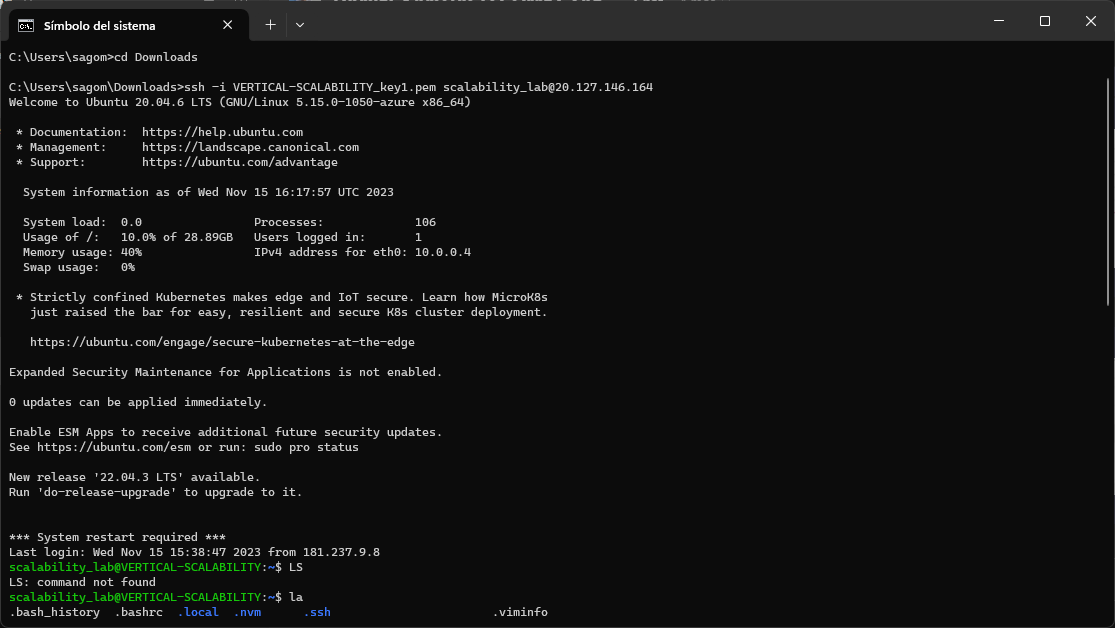 Símbolo del sistema
C:\Users\sagom>cd Downloads
C:\Users\sagom\Downloads>ssh -i VERTICAL-SCALABILITY_key1.pem scalability_lab@20.127.146.164
Welcome to Ubuntu 20.04.6 LTS (GNU/Linux 5.15.0-1050-azure x86_64)
* Documentation:  https://help.ubuntu.com
* Management:     https://landscape.canonical.com
* Support:        https://ubuntu.com/advantage
System information as of Wed Nov 15 16:17:57 UTC 2023
System load:  0.0                Processes:             106
Usage of /:   10.0% of 28.89GB   Users logged in:       1
Memory usage: 40%                IPv4 address for eth0: 10.0.0.4
Swap usage:   0%
* Strictly confined Kubernetes makes edge and IoT secure. Learn how MicroK8s
just raised the bar for easy, resilient and secure K8s cluster deployment.
https://ubuntu.com/engage/secure-kubernetes-at-the-edge
Expanded Security Maintenance for Applications is not enabled.
0 updates can be applied immediately.
Enable ESM Apps to receive additional future security updates.
See https://ubuntu.com/esm or run: sudo pro status
New release '22.04.3 LTS' available.
Run 'do-release-upgrade' to upgrade to it.
*** System restart required ***
Last login: Wed Nov 15 15:38:47 2023 from 181.237.9.8
scalability_lab@VERTICAL-SCALABILITY:~$ LS
LS: command not found
scalability_lab@VERTICAL-SCALABILITY:~$ la
.bash_history  .bashrc  .local  .nvm      .ssh                       .viminfo